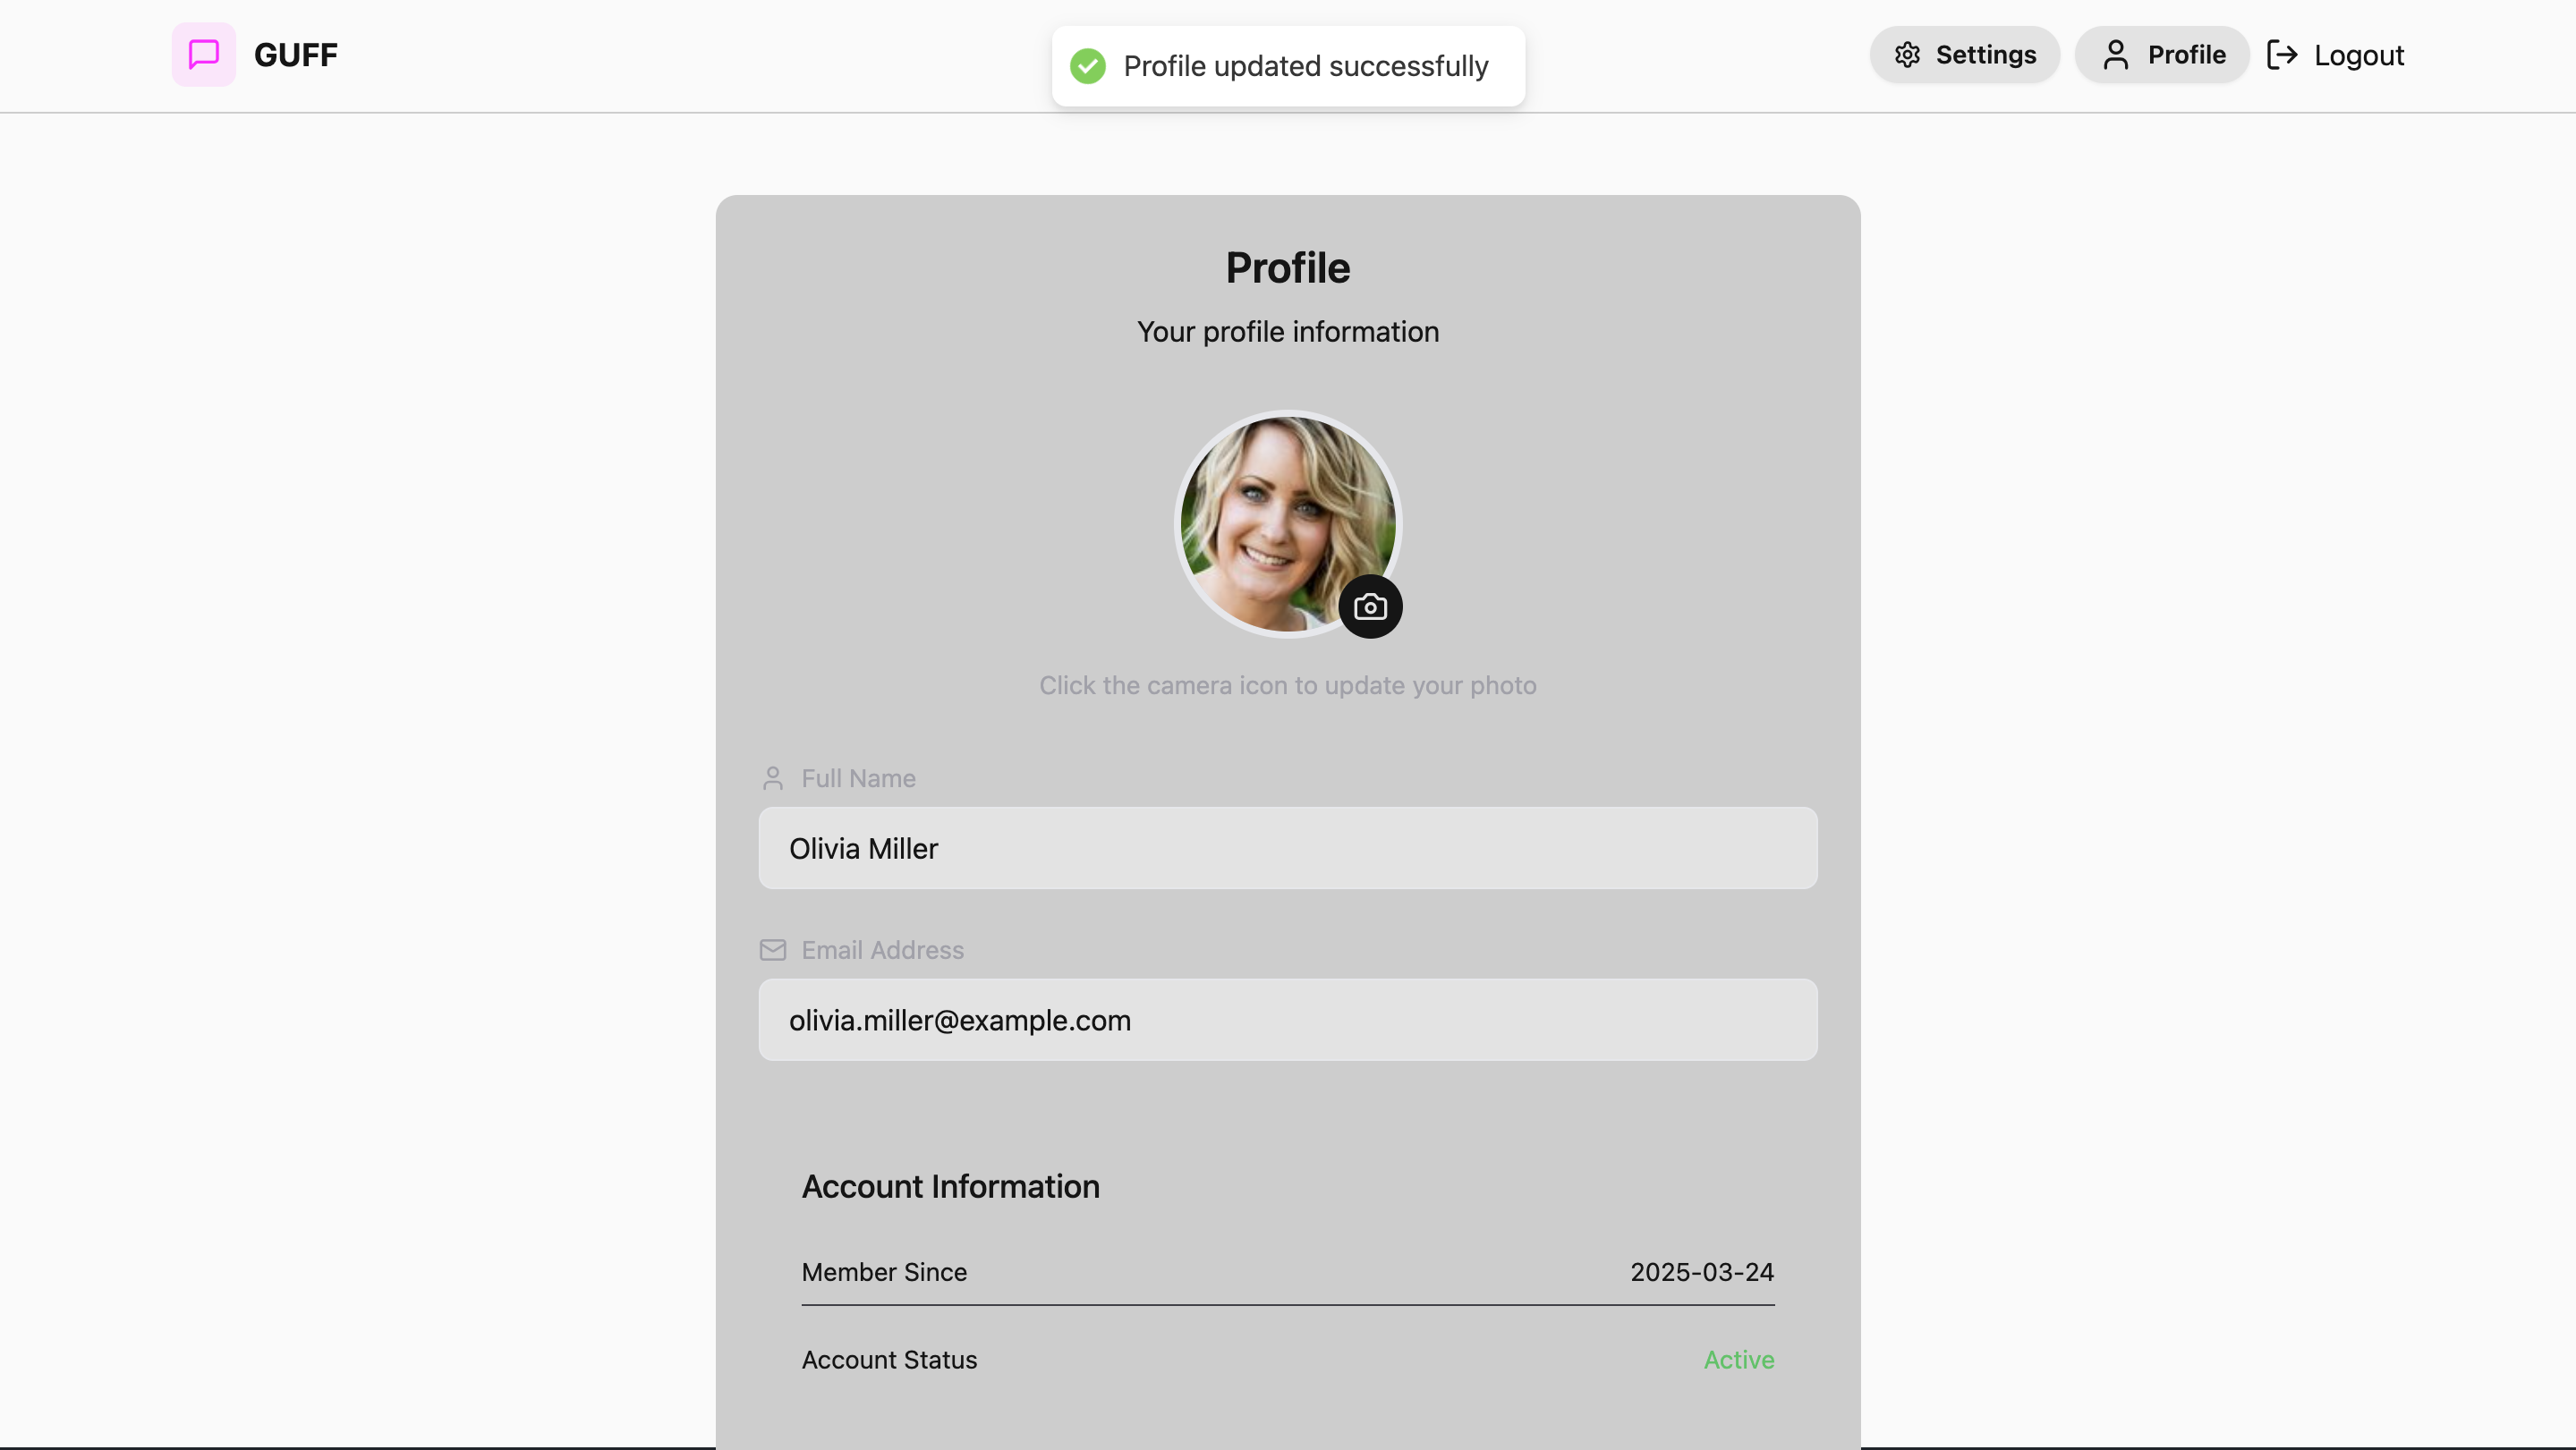 GUFF
Profile updated successfully
Settings
Profile
Logout
Profile
Your profile information
Click the camera icon to update your photo
Full Name
Olivia Miller
Email Address
olivia.miller@example.com
Account Information
Member Since 2025-03-24
Account Status Active